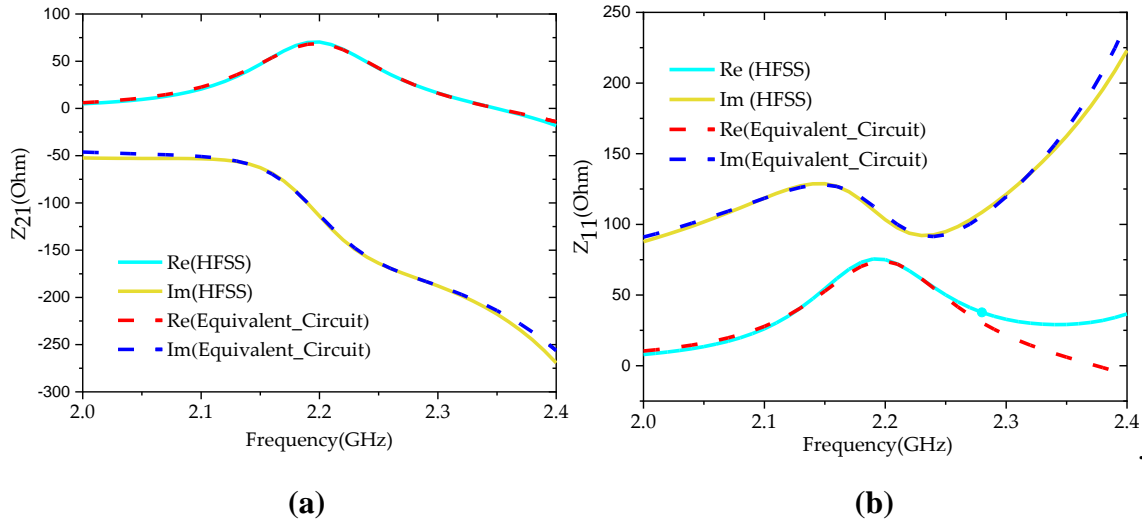 100
50
0
-50
-100
-150
-200
-250
-300
Z21(Ohm)
Re(HFSS)
Im(HFSS)
Re(Equivalent_Circuit)
Im(Equivalent_Circuit)
2.0 2.1 2.2 2.3 2.4
Frequency(GHz)
(a)
250
200
150
100
50
0
Z11(Ohm)
Re (HFSS)
Im (HFSS)
Re(Equivalent_Circuit)
Im(Equivalent_Circuit)
2.0 2.1 2.2 2.3 2.4
Frequency(GHz)
.
(b)